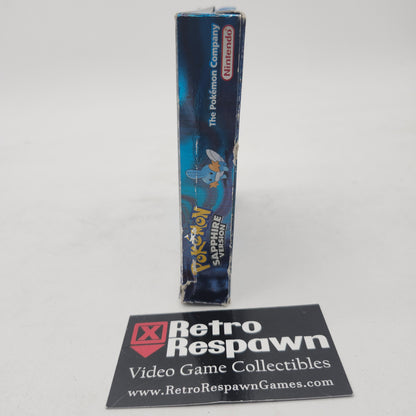 The Pokémon Company
Nintendo
POKéMON
SAPPHIRE
VERSION
Retro
Respawn
Video Game Collectibles
www.RetroRespawnGames.com